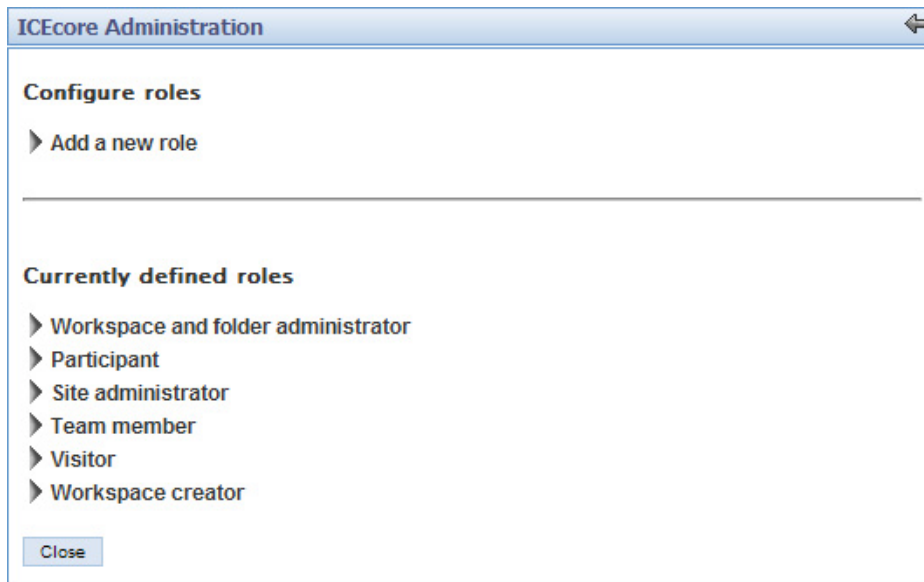 ICEcore Administration
Configure roles
Add a new role
Currently defined roles
Workspace and folder administrator
Participant
Site administrator
Team member
Visitor
Workspace creator
Close